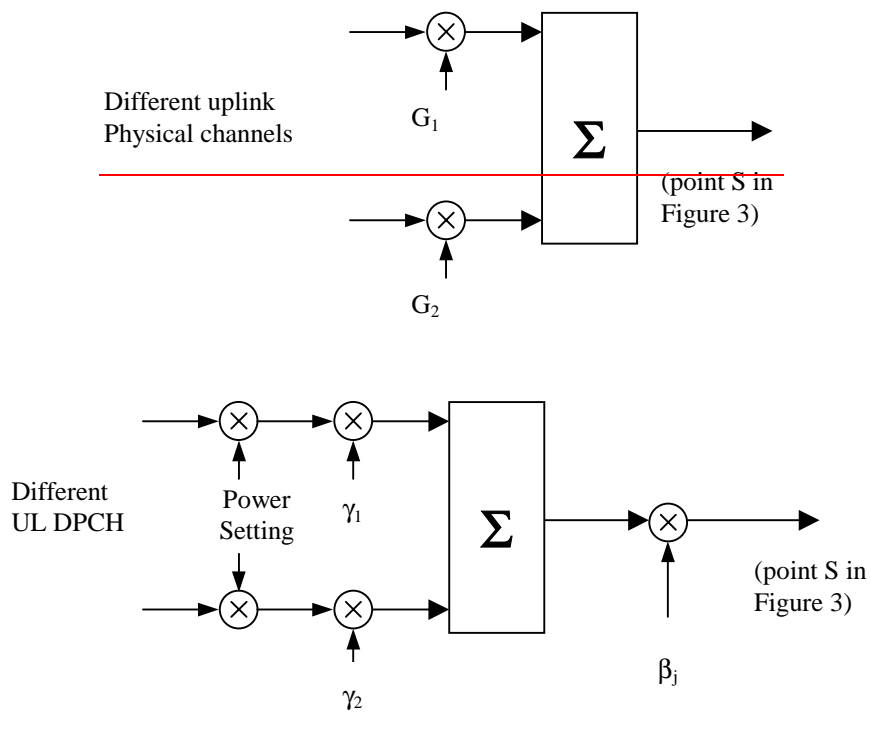 Different uplink
Physical channels
G1
Σ
(point S in
Figure 3)
G2
Different
UL DPCH
Power
Setting
γ1
Σ
(point S in
Figure 3)
γ2
βj